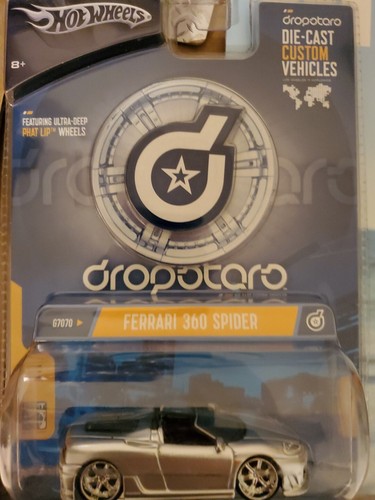 HOT WHEELS
dropstars
8+
DIE-CAST
CUSTOM
VEHICLES
FEATURING ULTRA-DEEP
PHAT LIP™ WHEELS
dropstars
G7070
FERRARI 360 SPIDER